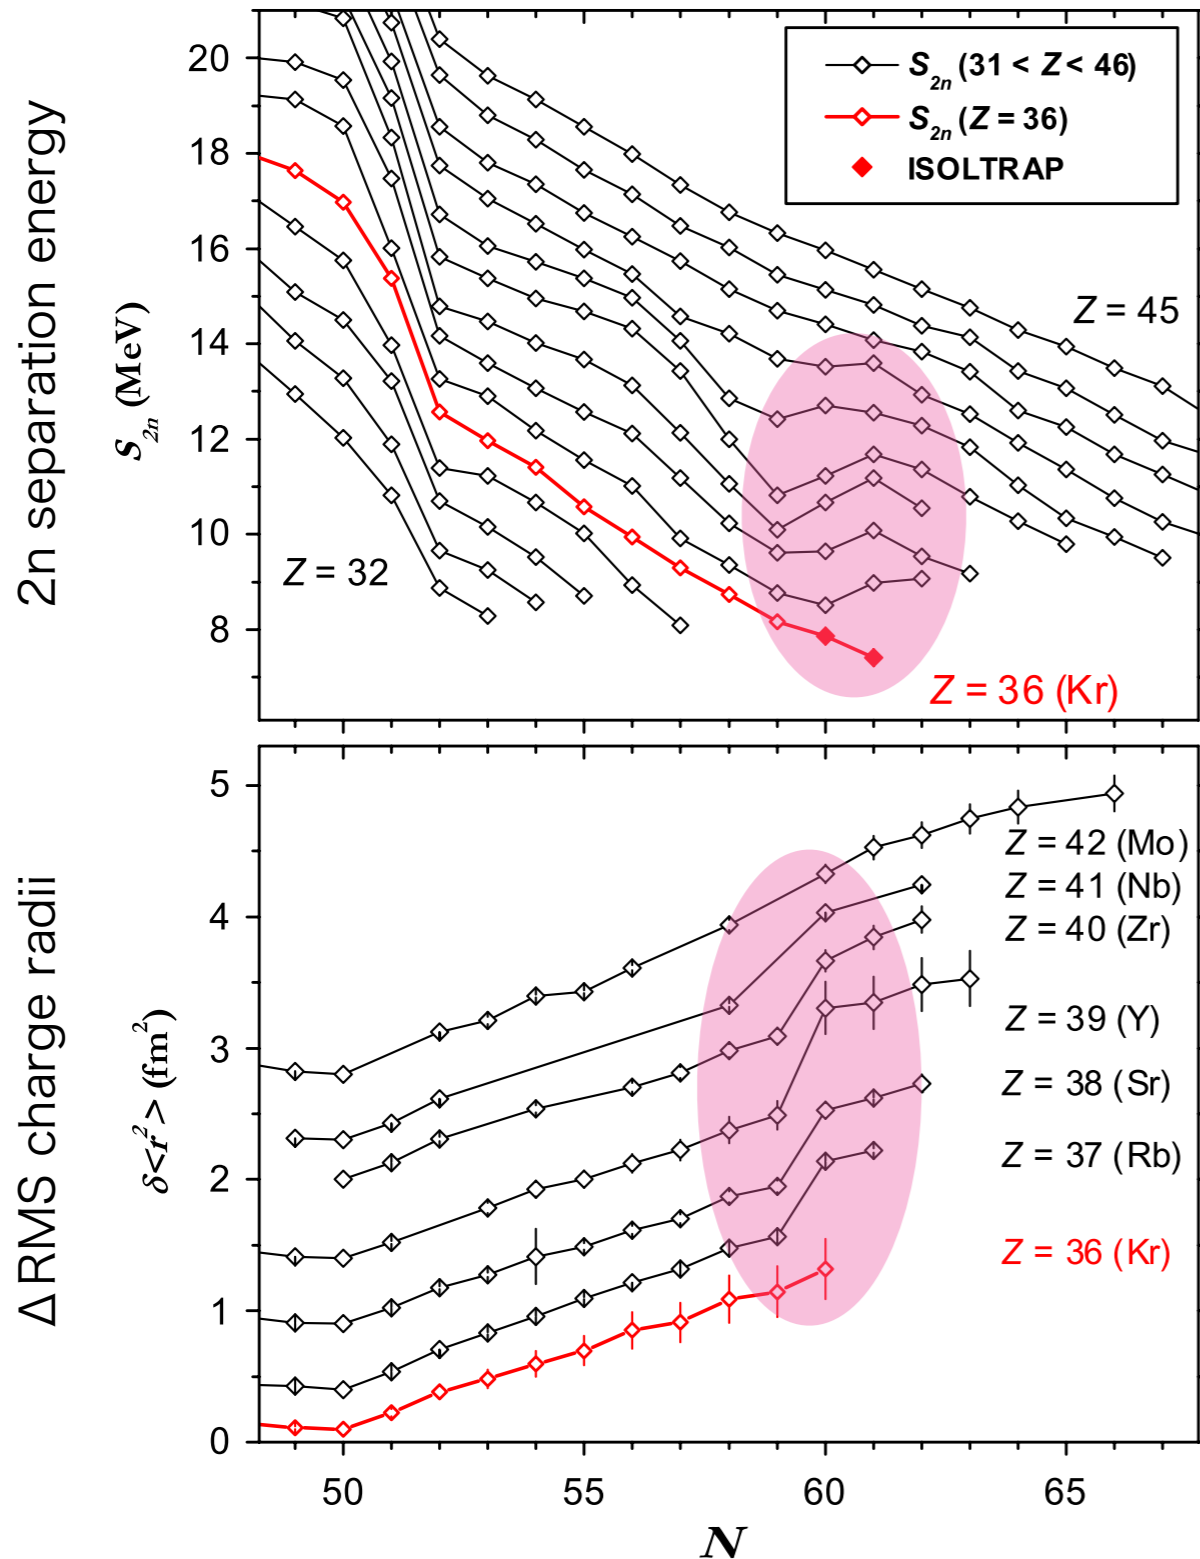 2n separation energy
S2n (MeV)
20
18
16
14
12
10
8
S2n (31 < Z < 46)
S2n (Z = 36)
ISOLTRAP
Z = 45
Z = 32
Z = 36 (Kr)
Δ RMS charge radii
δ<r²> (fm²)
5
4
3
2
1
0
Z = 42 (Mo)
Z = 41 (Nb)
Z = 40 (Zr)
Z = 39 (Y)
Z = 38 (Sr)
Z = 37 (Rb)
Z = 36 (Kr)
50 55 60 65
N